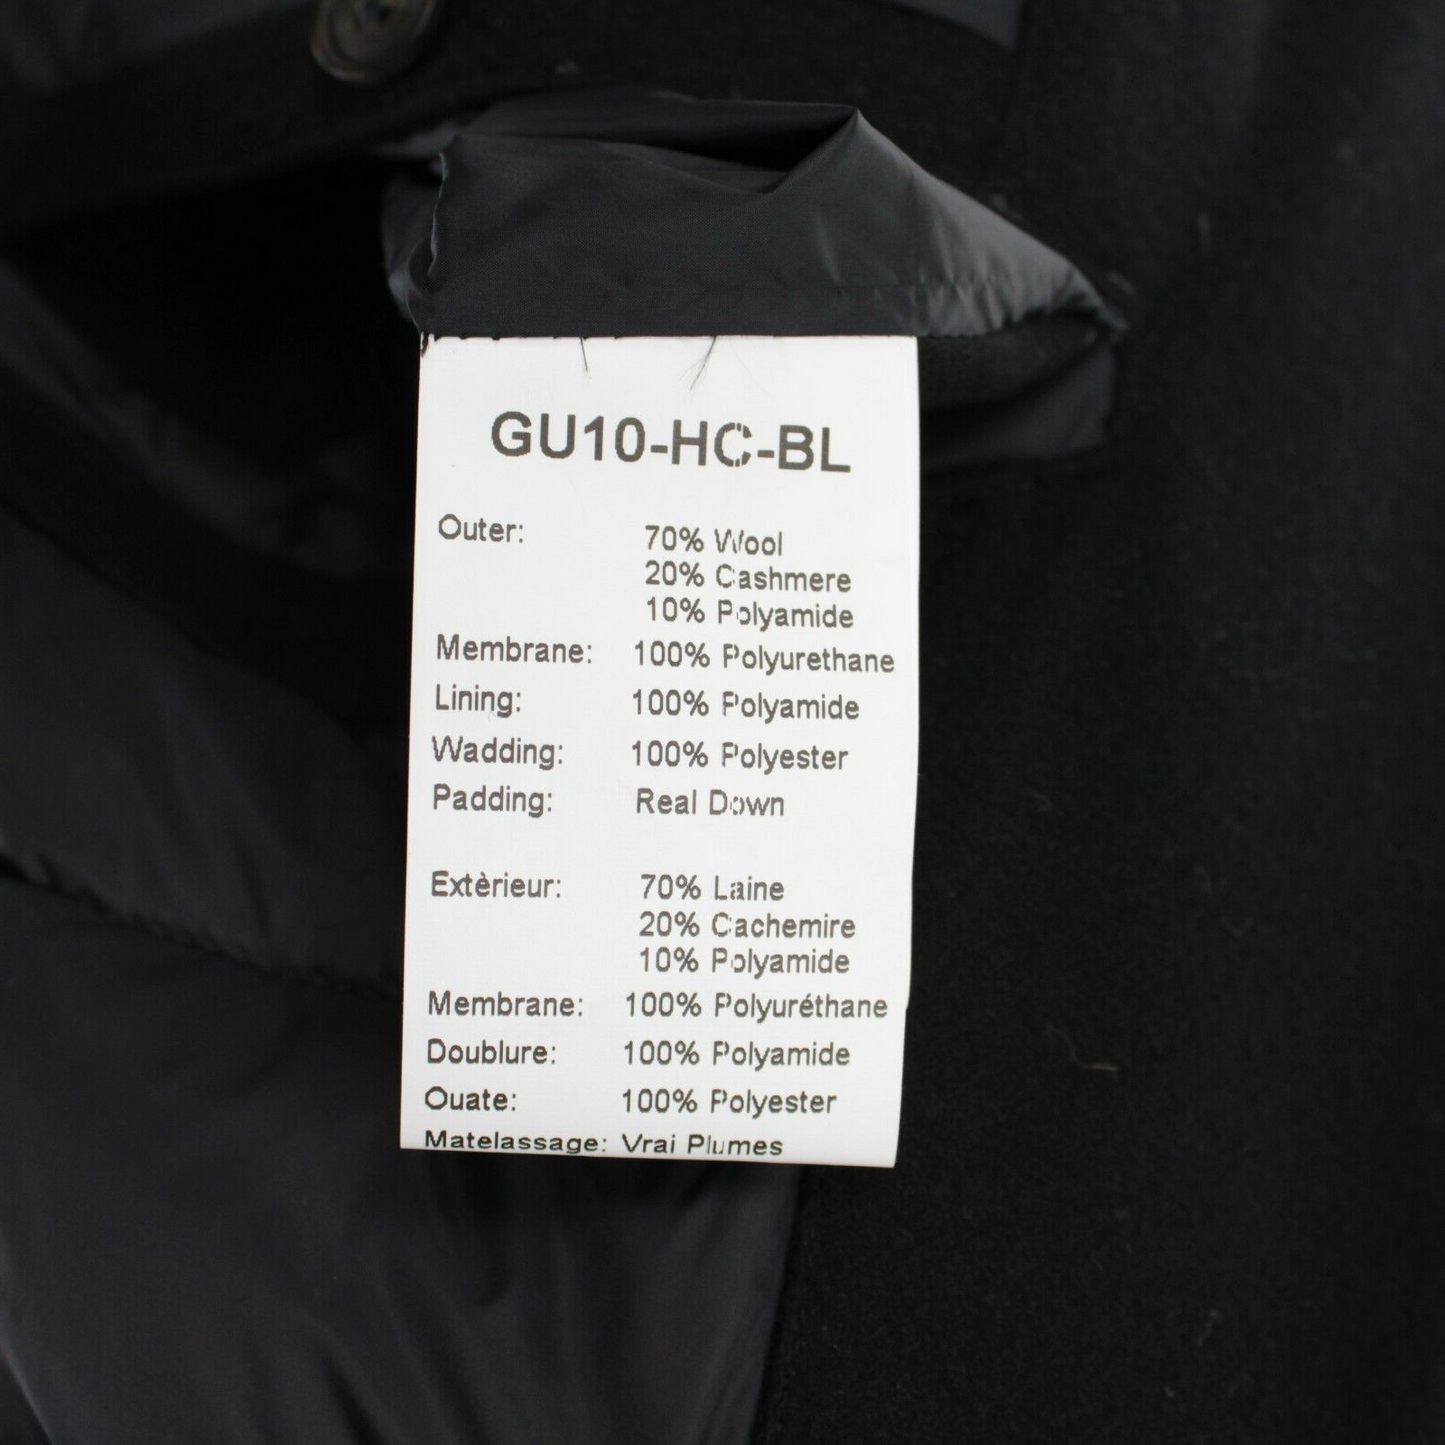 GU10-HC-BL
Outer: 70% Wool
20% Cashmere
10% Polyamide
Membrane: 100% Polyurethane
Lining: 100% Polyamide
Wadding: 100% Polyester
Padding: Real Down
Extèrieur: 70% Laine
20% Cachemire
10% Polyamide
Membrane: 100% Polyuréthane
Doublure: 100% Polyamide
Ouate: 100% Polyester
Matelassage: Vrai Plumes